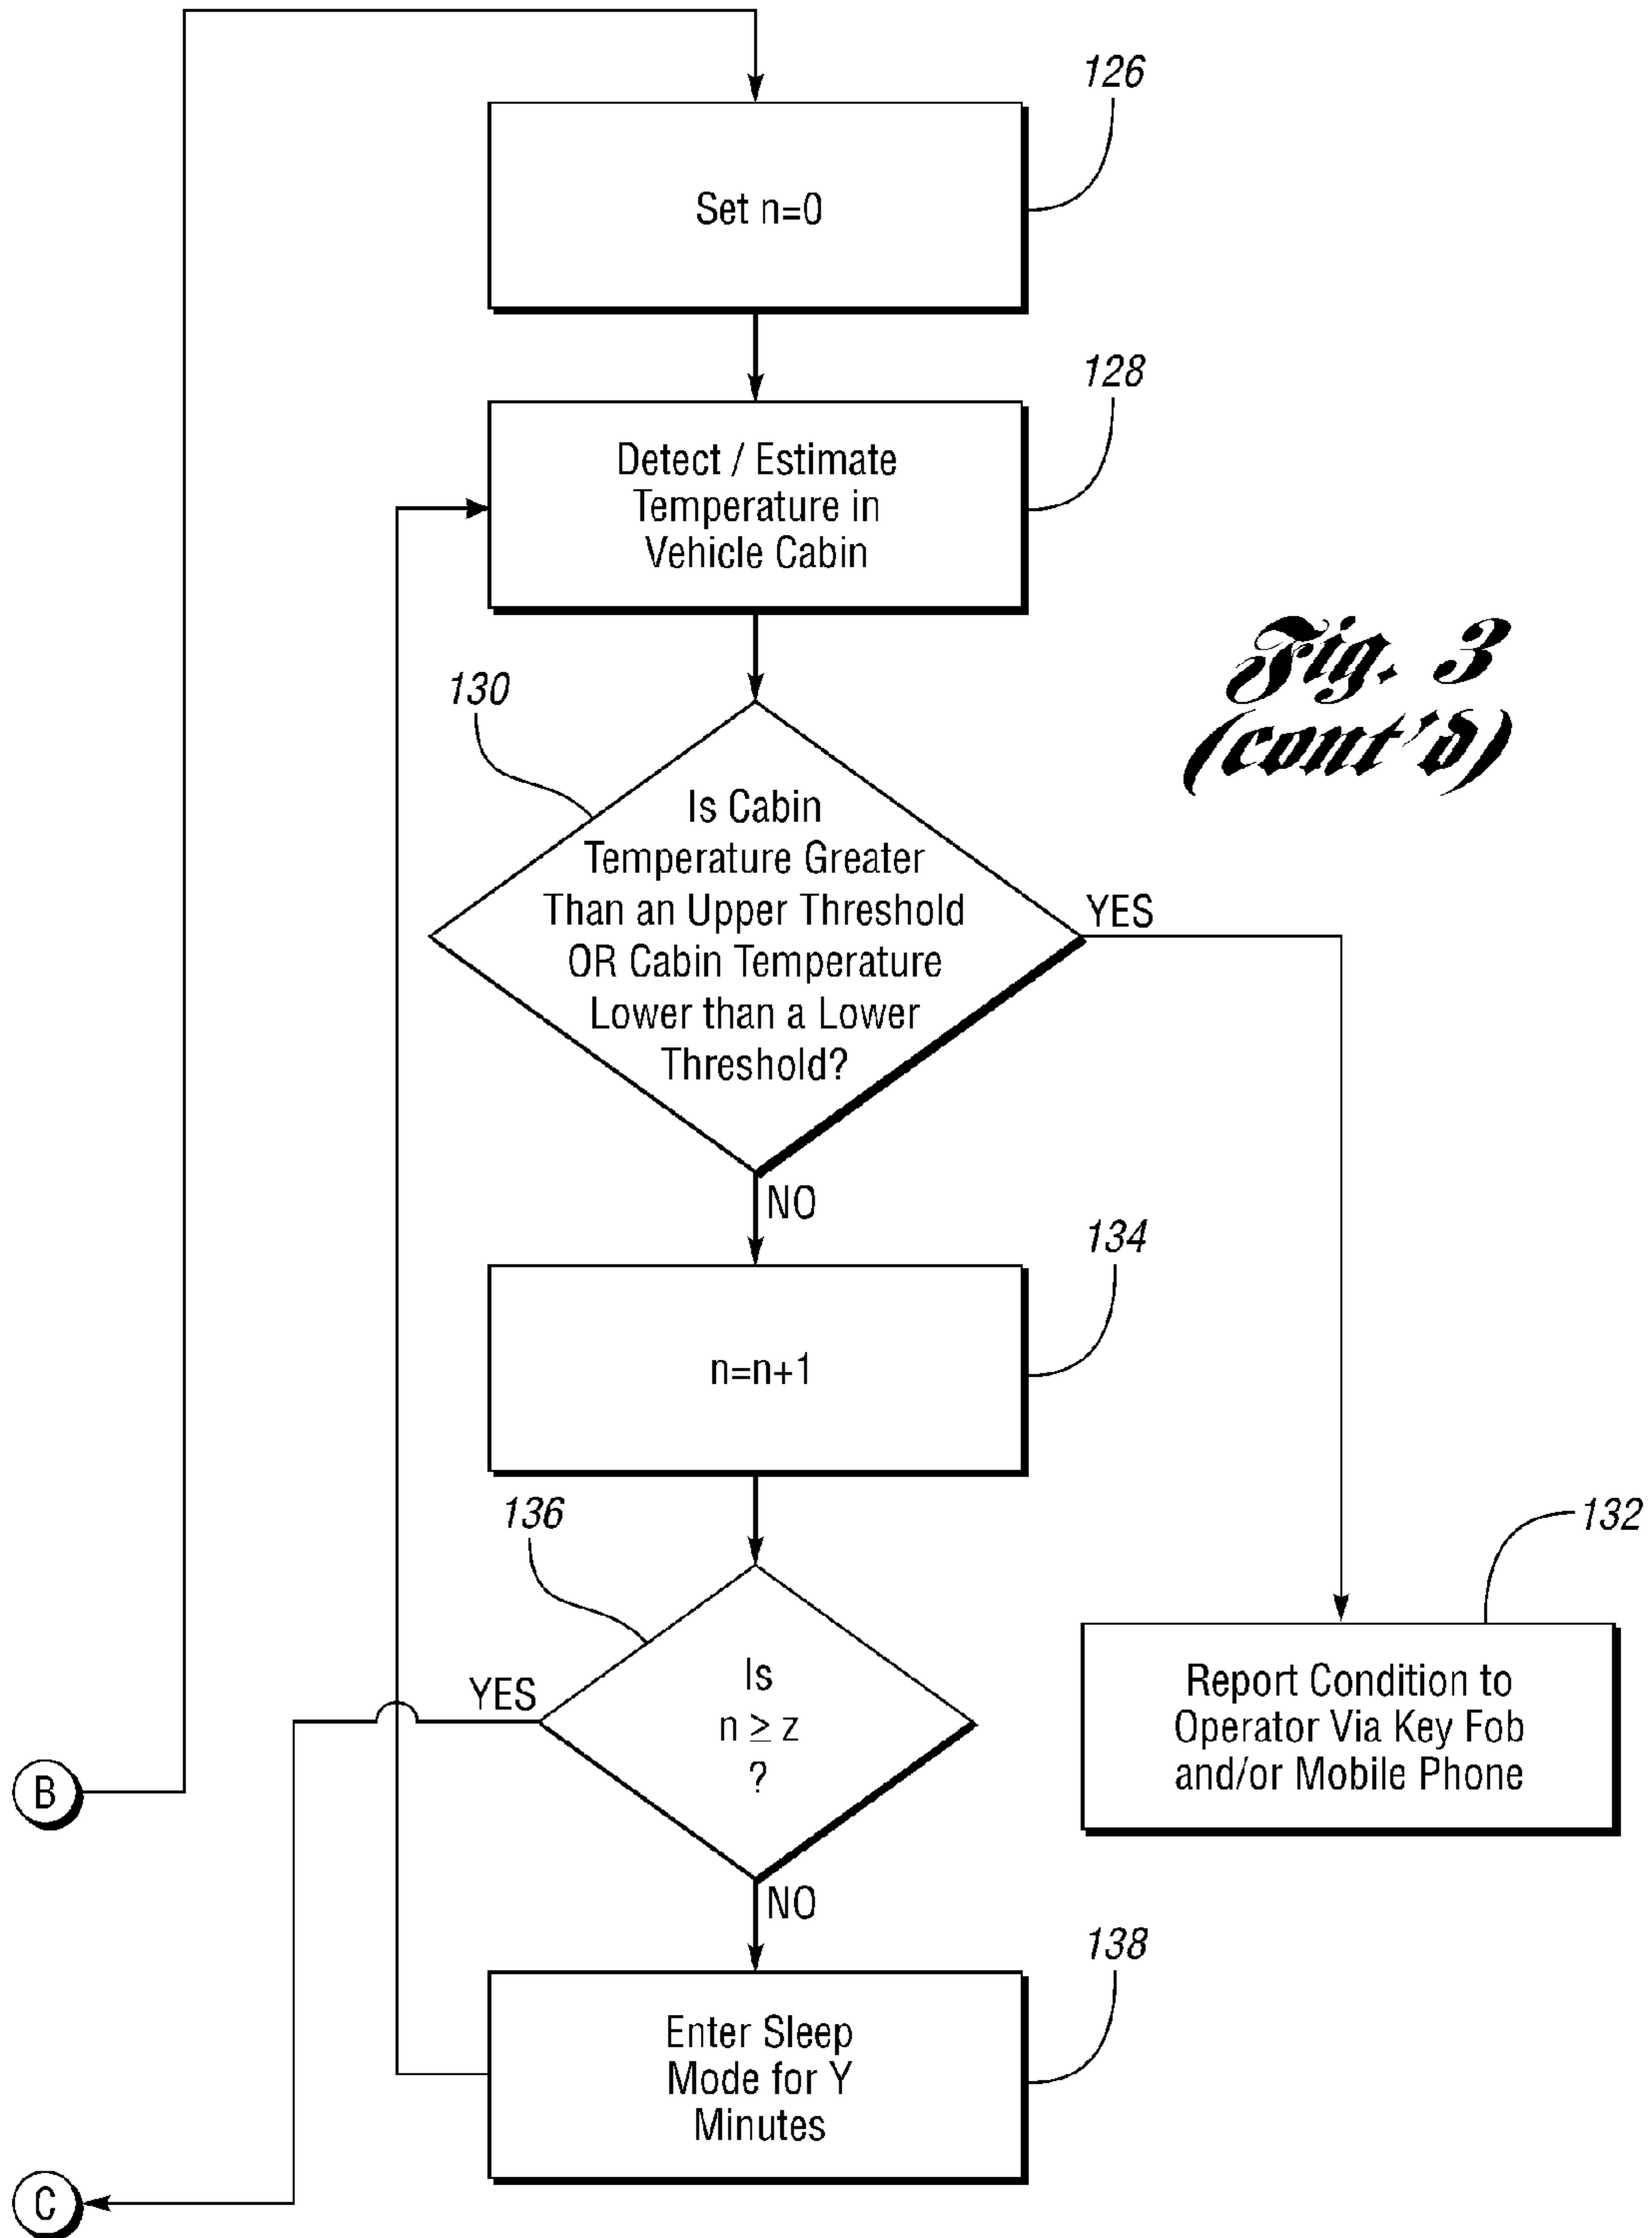 126
Set n=0
128
Detect / Estimate
Temperature in
Vehicle Cabin
Fig. 3
(cont'd)
130
Is Cabin
Temperature Greater
Than an Upper Threshold
OR Cabin Temperature
Lower than a Lower
Threshold?
YES
NO
134
n=n+1
136
132
Is
n ≥ z
?
YES
Report Condition to
Operator Via Key Fob
and/or Mobile Phone
B
NO
138
Enter Sleep
Mode for Y
Minutes
C